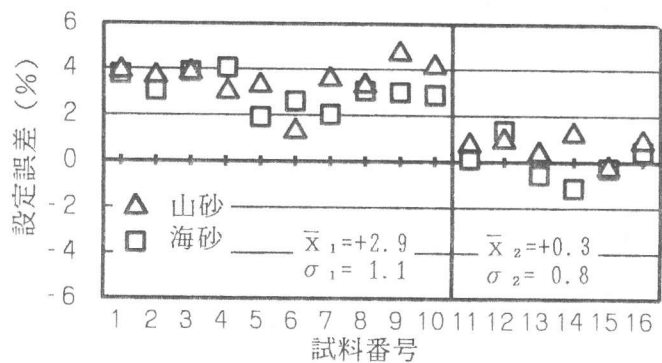 設定誤差 (%)
6
4
2
0
-2
-4
-6
△ 山砂
□ 海砂
x̄ 1=+2.9
σ 1= 1.1
x̄ 2=+0.3
σ 2= 0.8
1 2 3 4 5 6 7 8 9 10 11 12 13 14 15 16
試料番号